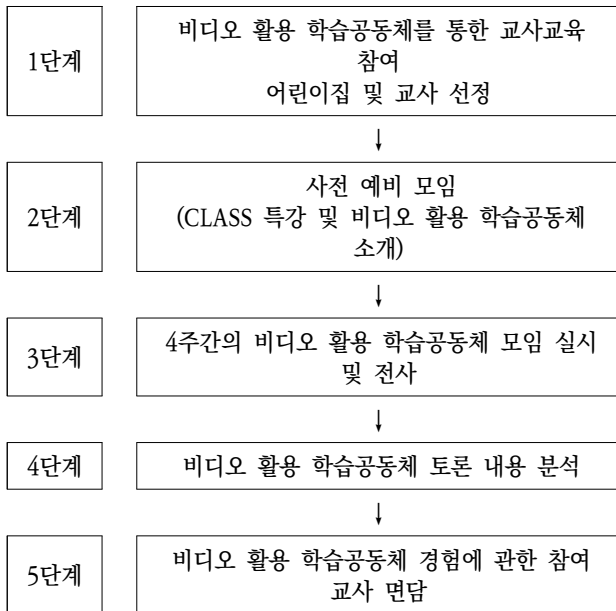 1단계
비디오 활용 학습공동체를 통한 교사교육
참여
어린이집 및 교사 선정
↓
2단계
사전 예비 모임
(CLASS 특강 및 비디오 활용 학습공동체
소개)
↓
3단계
4주간의 비디오 활용 학습공동체 모임 실시
및 전사
↓
4단계
비디오 활용 학습공동체 토론 내용 분석
↓
5단계
비디오 활용 학습공동체 경험에 관한 참여
교사 면담